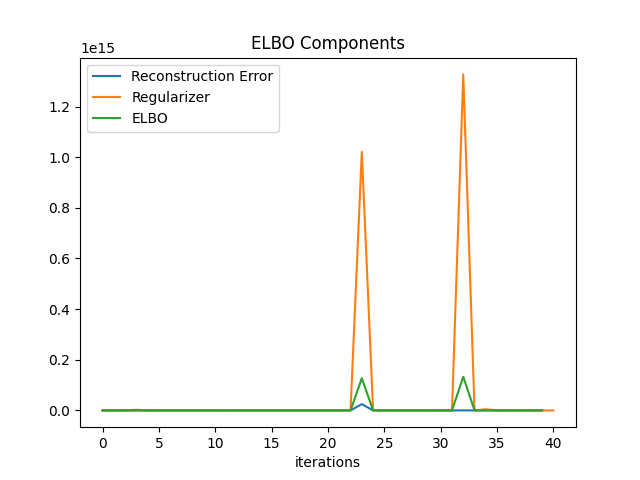 ELBO Components
1e15
Reconstruction Error
Regularizer
ELBO
1.2
1.0
0.8
0.6
0.4
0.2
0.0
0 5 10 15 20 25 30 35 40
iterations